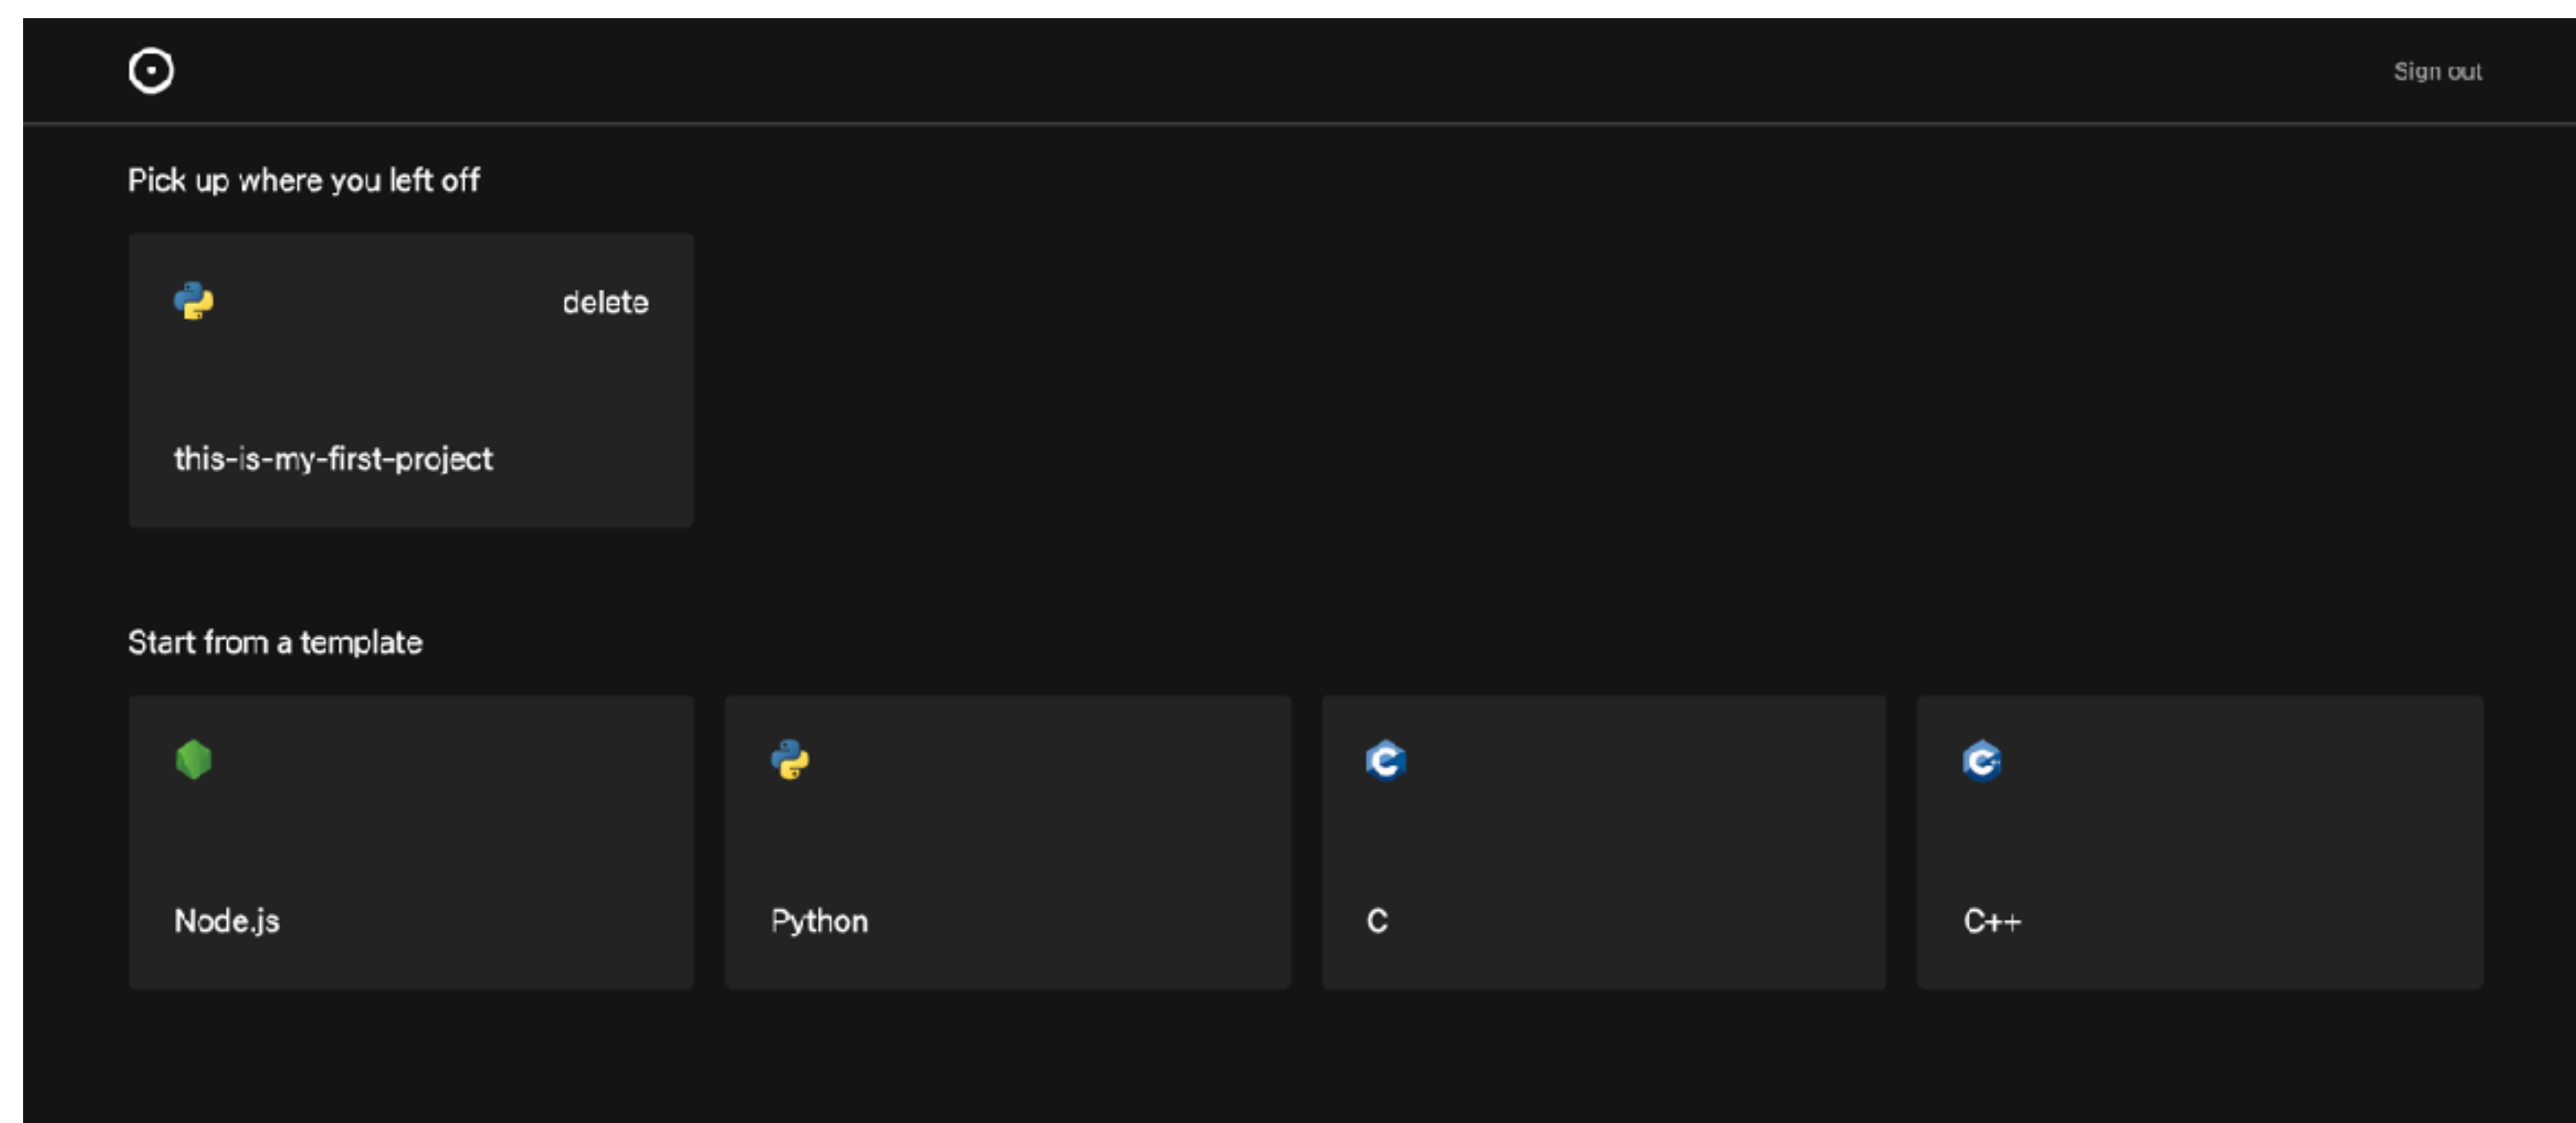 Sign out
Pick up where you left off
delete
this-is-my-first-project
Start from a template
Node.js
Python
C
C++